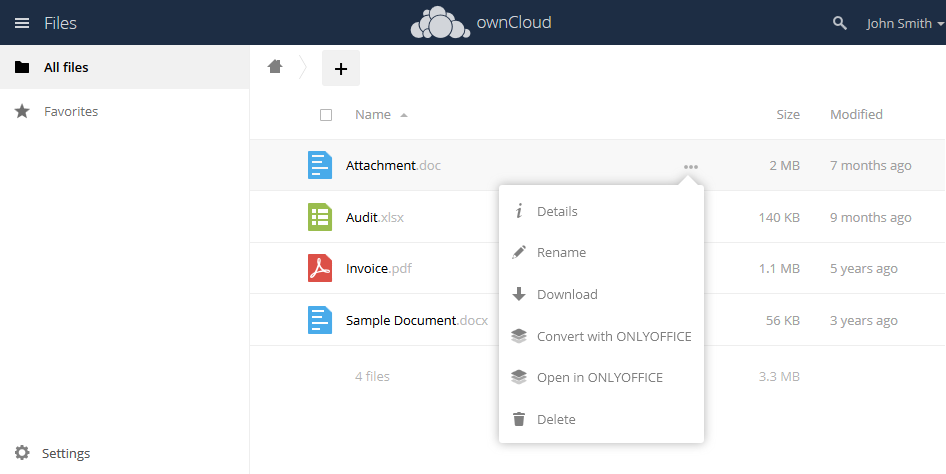 Files
ownCloud
John Smith
All files
Favorites
Name Size Modified
Attachment.doc ••• 2 MB 7 months ago
Audit.xlsx 140 KB 9 months ago
Invoice.pdf 1.1 MB 5 years ago
Sample Document.docx 56 KB 3 years ago
4 files 3.3 MB
Details
Rename
Download
Convert with ONLYOFFICE
Open in ONLYOFFICE
Delete
Settings